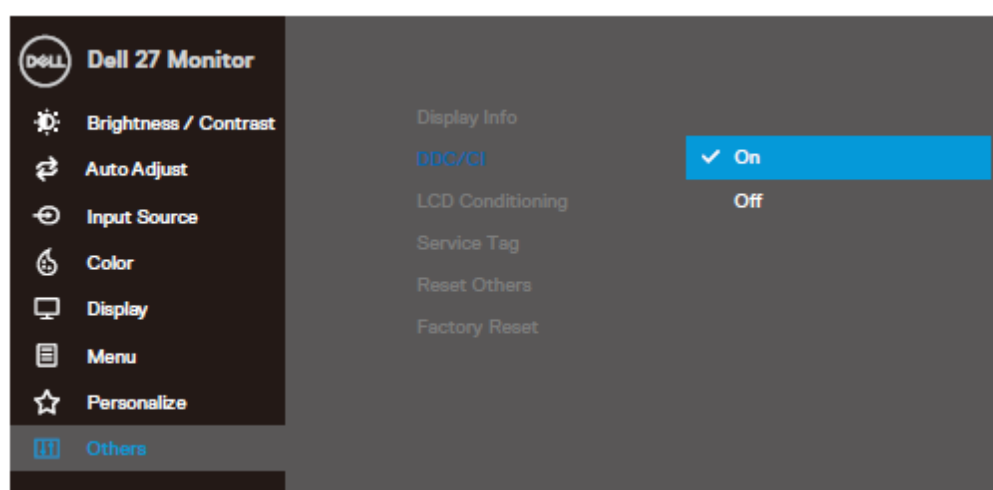 DELL Dell 27 Monitor
Brightness / Contrast
Auto Adjust
Input Source
Color
Display
Menu
Personalize
Others
Display Info
DDC/CI
LCD Conditioning
Service Tag
Reset Others
Factory Reset
On
Off